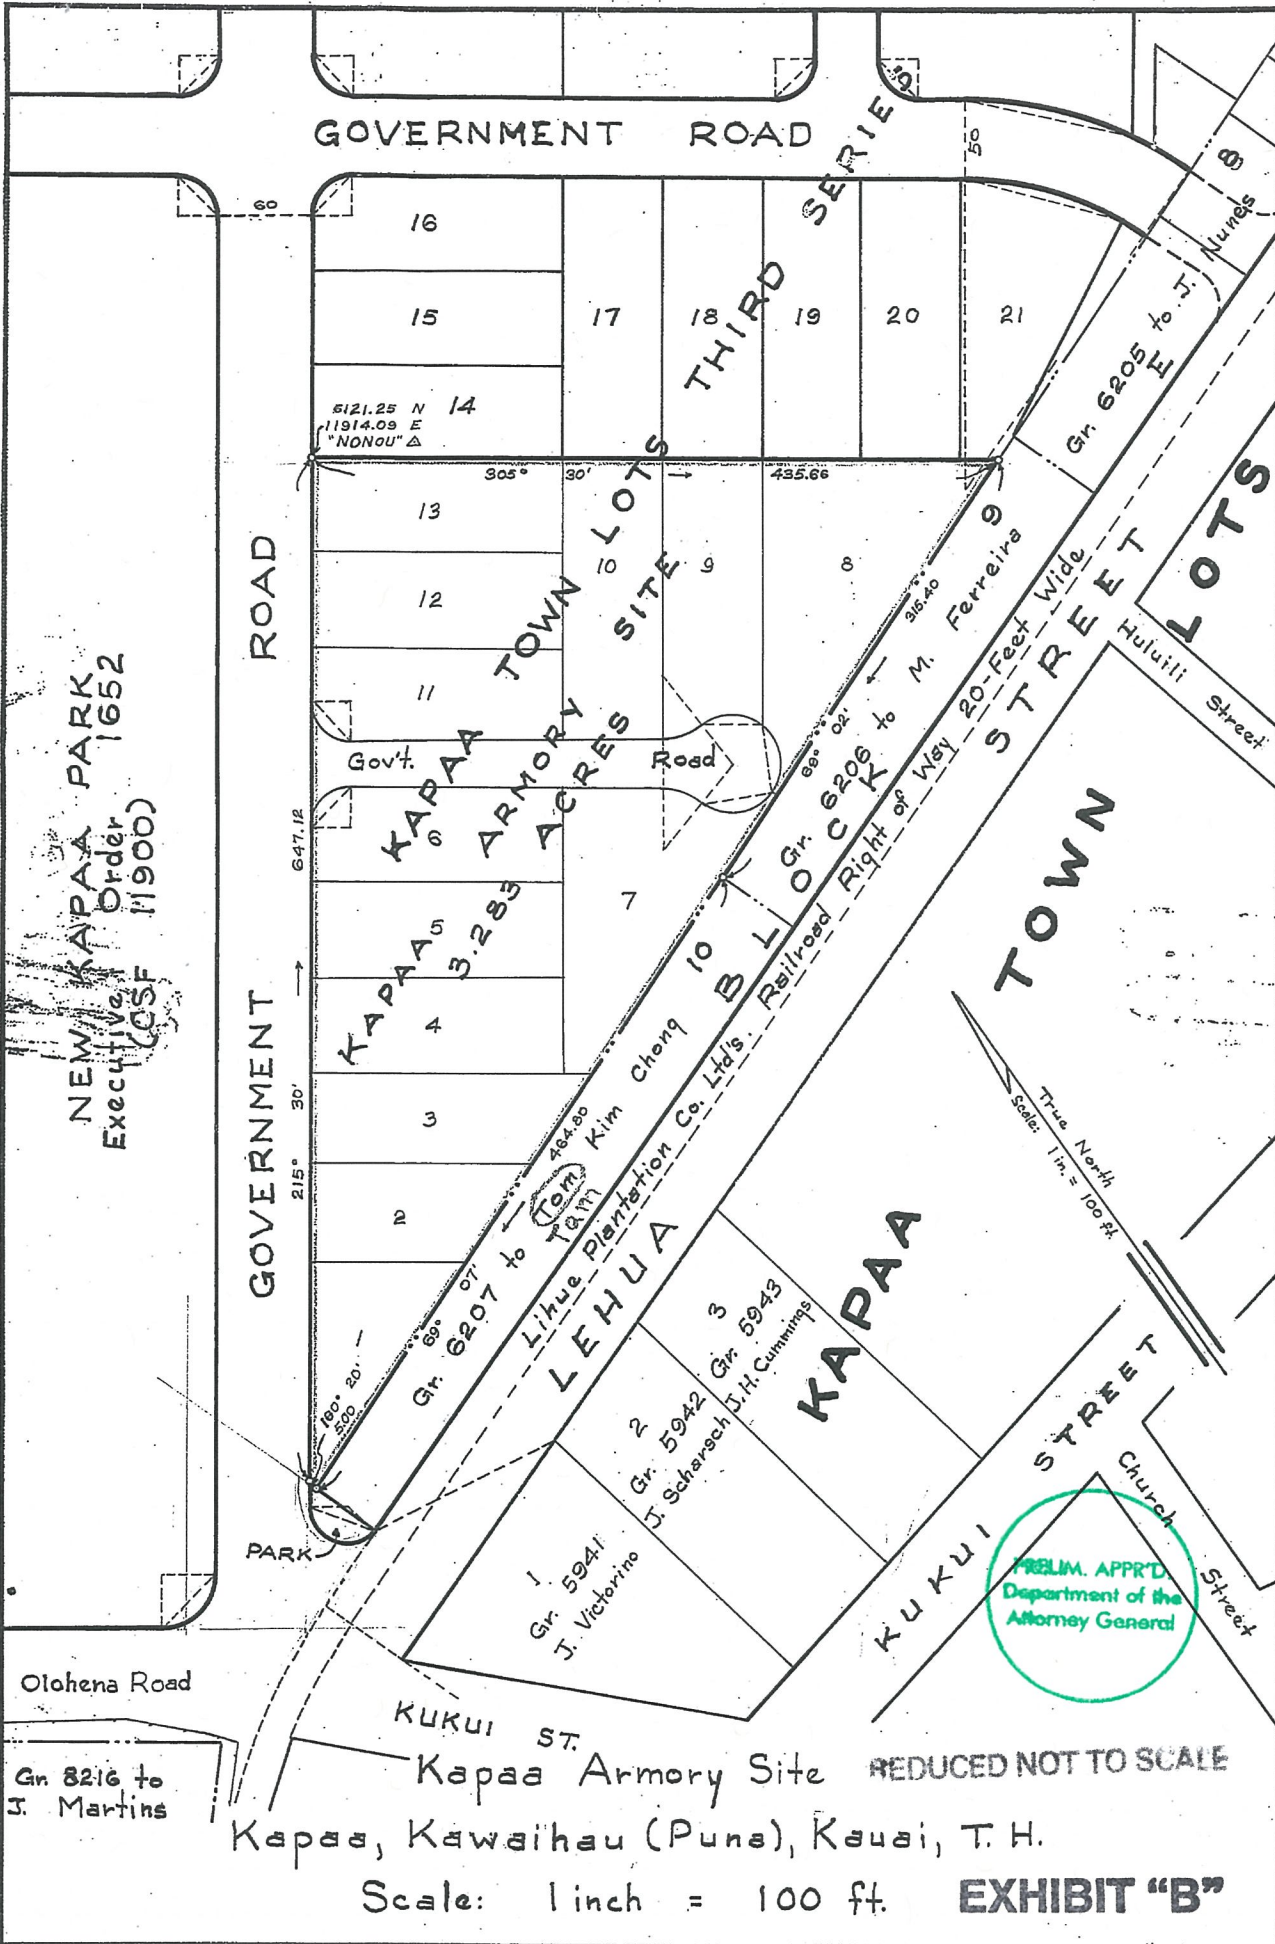 GOVERNMENT ROAD
50
60
16
15
14
17
18
19
20
21
8
Gr. 6205 to J. Nunes
KAPAA TOWN LOTS THIRD SERIES
6121.25 N
11914.09 E
"NONOU" △
305° 30' → 435.66
13
12
11
10
9
8
Gov't. Road
6
5
4
3
2
7
KAPAA ARMORY SITE
3.283 ACRES
NEW KAPAA PARK
Executive Order 1652
(CSF 11900)
GOVERNMENT ROAD
215° 30' → 647.12
9
Gr. 6206 to M. Ferreira
69° 02' ← 315.40
10
Gr. 6207 to Tom Kim Chong
Tam
69° 07' ← 464.80
180° 20'
5.00
BLOCK E
Lihue Plantation Co. Ltd's. Railroad Right of Way 20-Feet Wide
LEHUA STREET
KAPAA TOWN LOTS
Huluili Street
True North
Scale: 1 in. = 100 ft.
3
Gr. 5943
J. H. Cummings
2
Gr. 5942
J. Scharsch
1
Gr. 5941
J. Victorino
KUKUI STREET
Church Street
PARK
PRELIM. APPR'D.
Department of the
Attorney General
Olohena Road
KUKUI ST.
Gr. 8216 to
J. Martins
Kapaa Armory Site
REDUCED NOT TO SCALE
Kapaa, Kawaihau (Puna), Kauai, T. H.
Scale: 1 inch = 100 ft.
EXHIBIT "B"